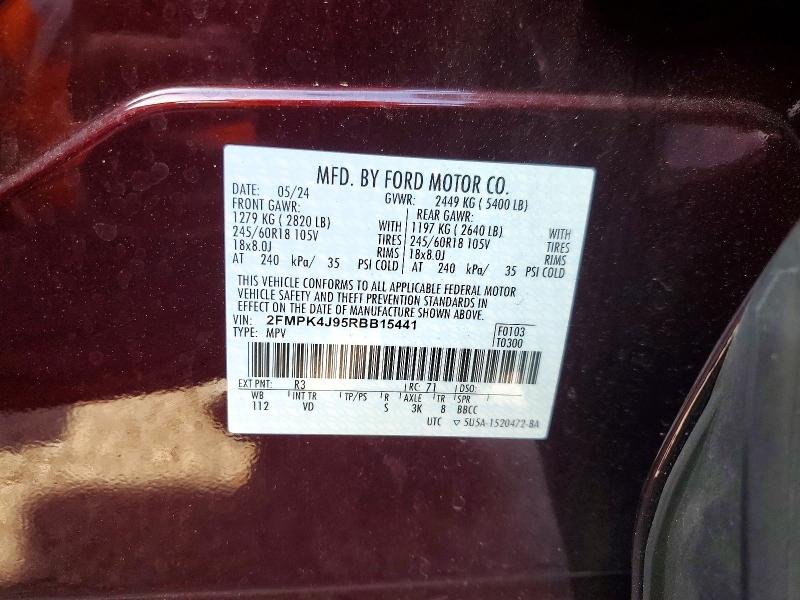 MFD. BY FORD MOTOR CO.
DATE: 05/24 GVWR: 2449 KG ( 5400 LB)
FRONT GAWR: REAR GAWR:
1279 KG ( 2820 LB) WITH 1197 KG ( 2640 LB) WITH
245/60R18 105V TIRES 245/60R18 105V TIRES
18x8.0J RIMS 18x8.0J RIMS
AT 240 kPa/ 35 PSI COLD AT 240 kPa/ 35 PSI COLD
THIS VEHICLE CONFORMS TO ALL APPLICABLE FEDERAL MOTOR
VEHICLE SAFETY AND THEFT PREVENTION STANDARDS IN
EFFECT ON THE DATE OF MANUFACTURE SHOWN ABOVE.
VIN: 2FMPK4J95RBB15441
TYPE: MPV
F0103
T0300
EXT PNT: R3 RC: 71 DSO:
WB INT TR TP/PS R AXLE TR SPR
112 VD S 3K 8 BBCC
UTC ▽ 5U5A-1520472-BA